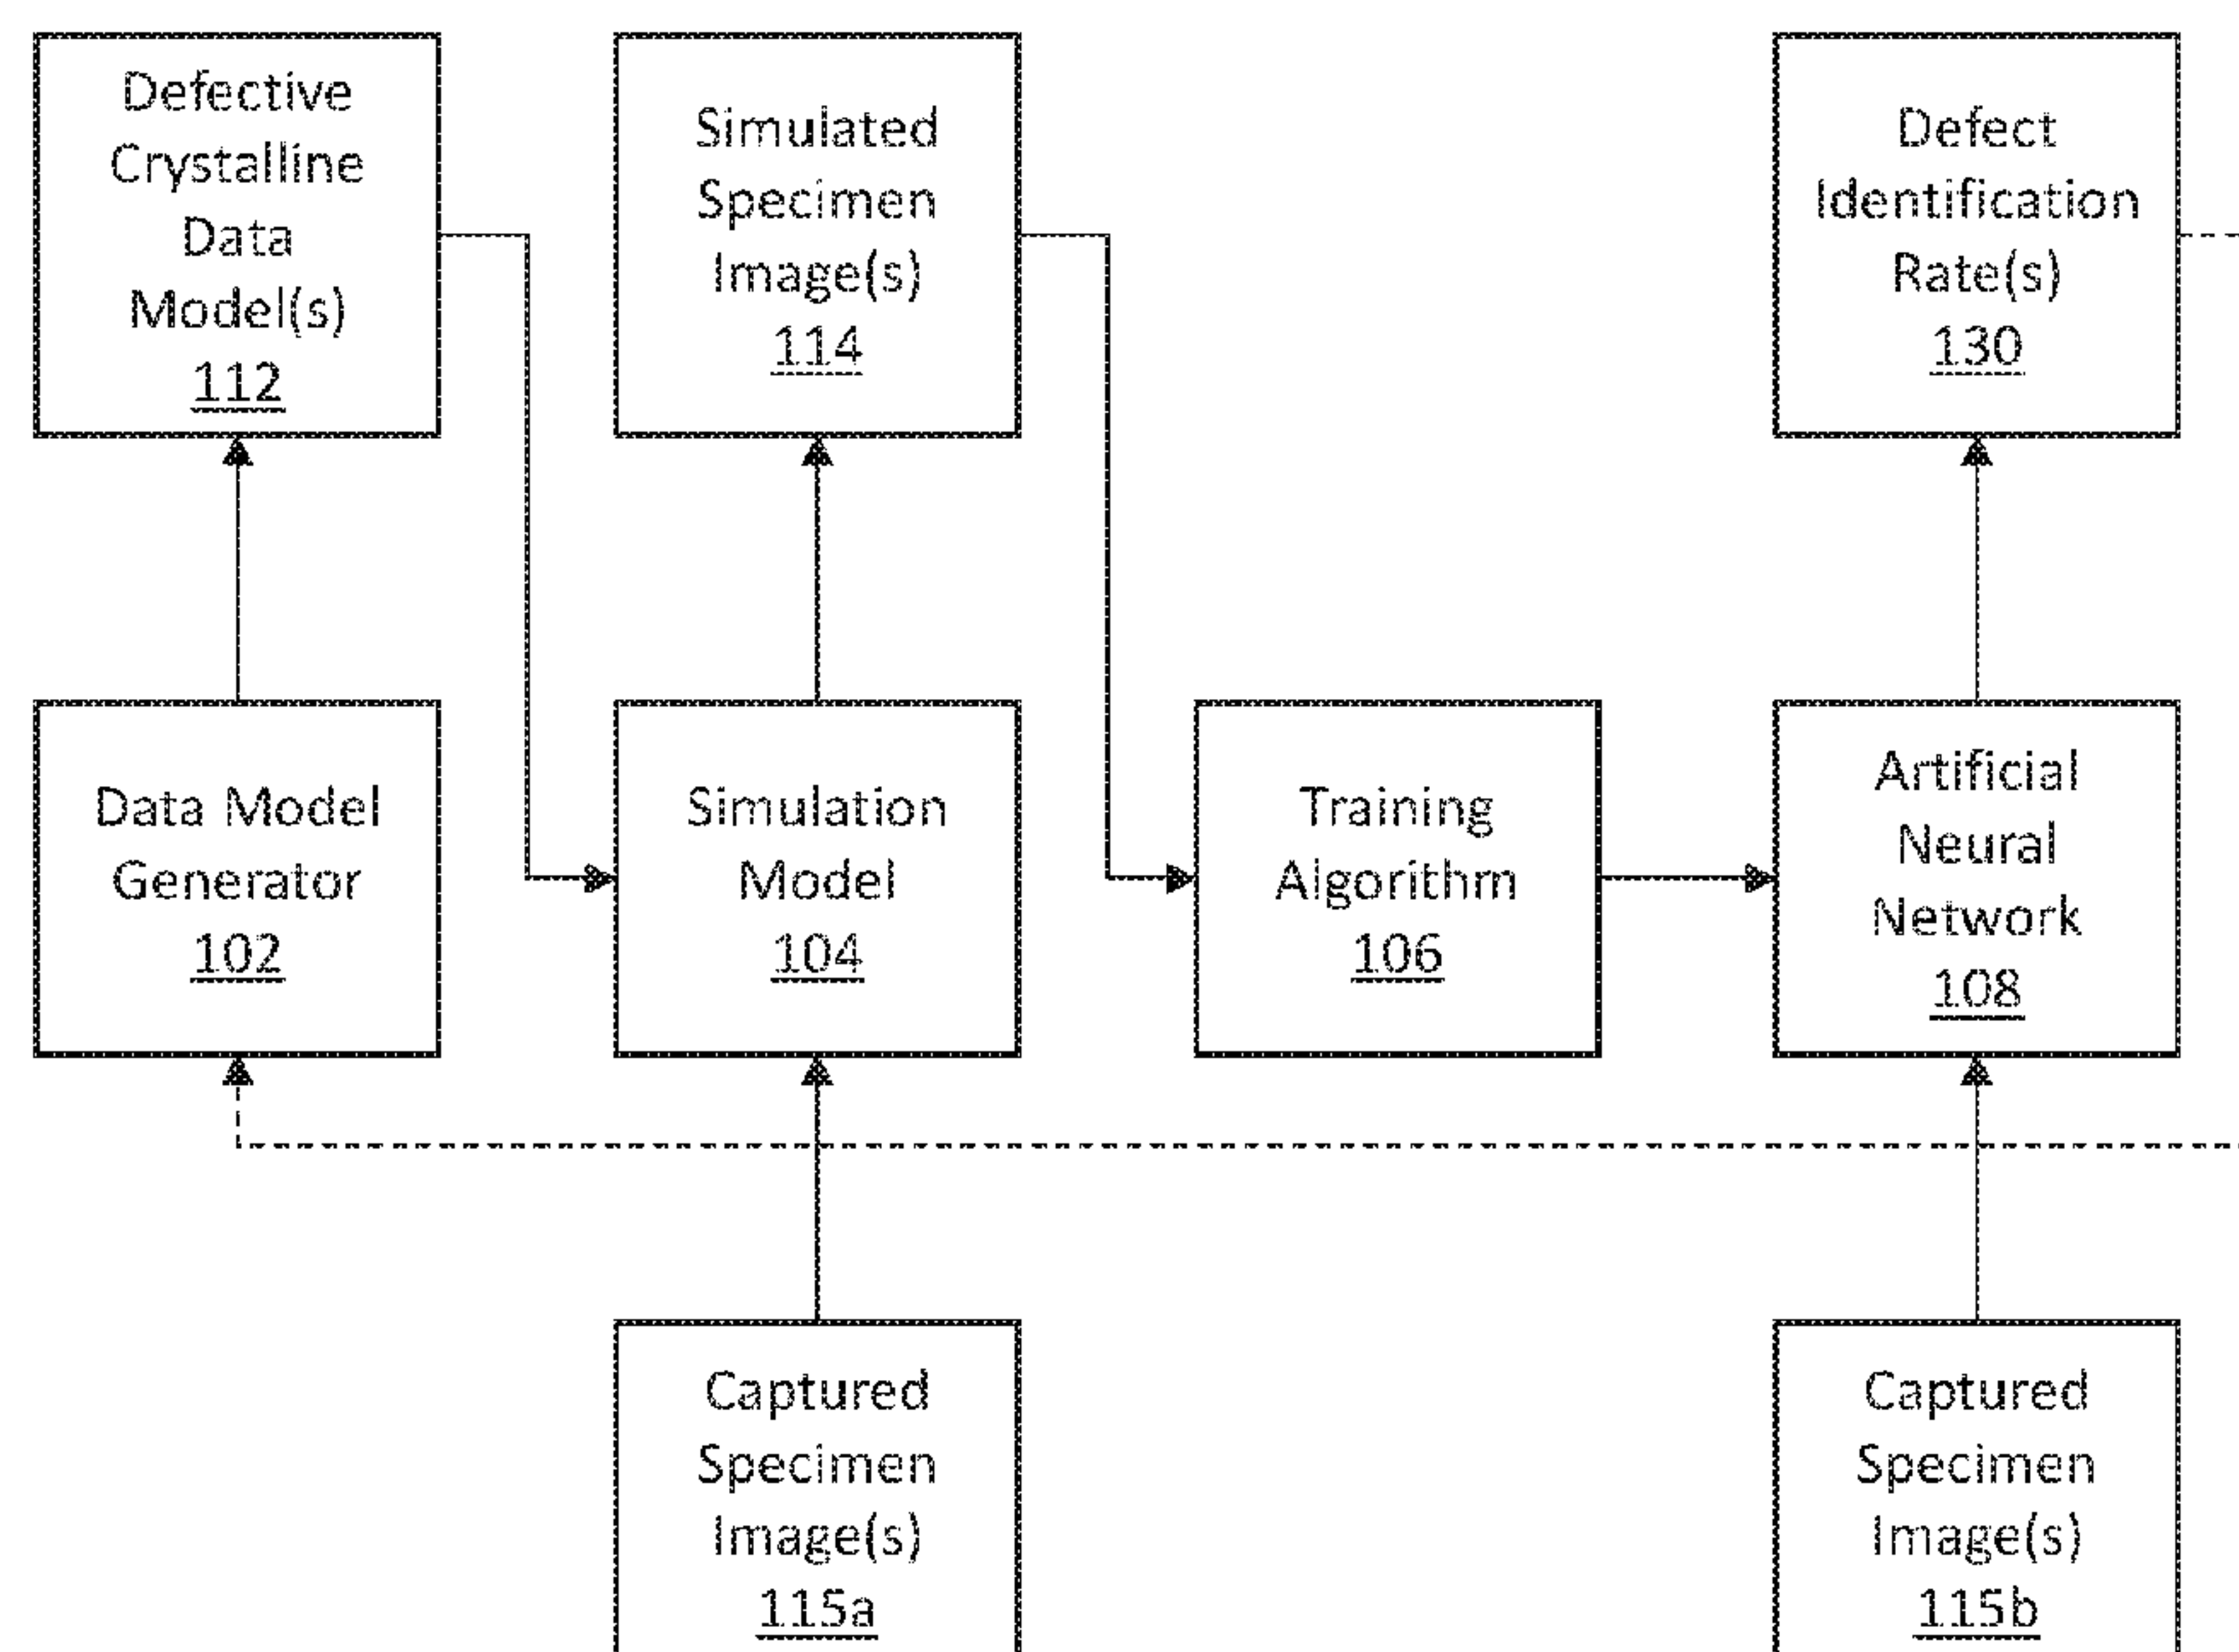 Defective
Crystalline
Data
Model(s)
112
Simulated
Specimen
Image(s)
114
Defect
Identification
Rate(s)
130
Data Model
Generator
102
Simulation
Model
104
Training
Algorithm
106
Artificial
Neural
Network
108
Captured
Specimen
Image(s)
115a
Captured
Specimen
Image(s)
115b